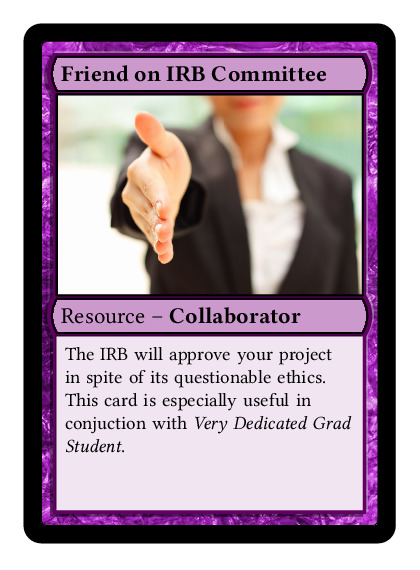 Friend on IRB Committee
Resource – Collaborator
The IRB will approve your project
in spite of its questionable ethics.
This card is especially useful in
conjuction with Very Dedicated Grad
Student.